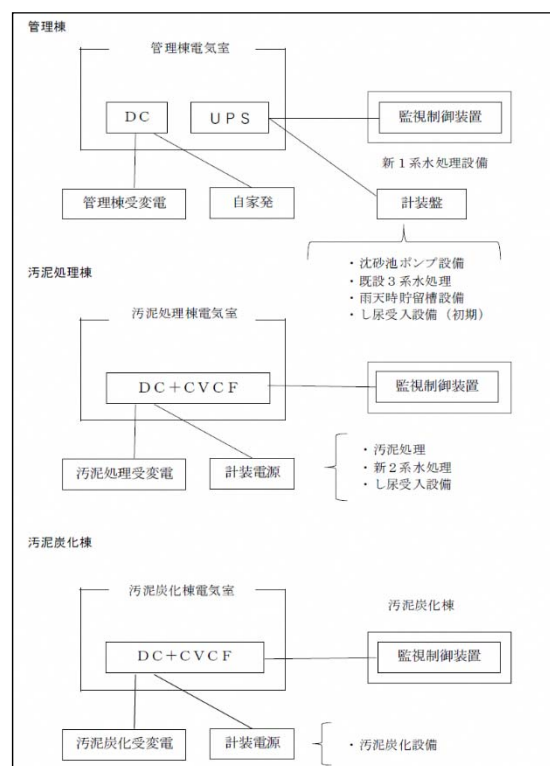 管理棟
管理棟電気室
DC
UPS
監視制御装置
新1系水処理設備
管理棟受変電
自家発
計装盤
・沈砂池ポンプ設備
・既設3系水処理
・雨天時貯留槽設備
・し尿受入設備(初期)
汚泥処理棟
汚泥処理棟電気室
DC+CVCF
監視制御装置
汚泥処理受変電
計装電源
・汚泥処理
・新2系水処理
・し尿受入設備
汚泥炭化棟
汚泥炭化棟電気室
汚泥炭化棟
DC+CVCF
監視制御装置
汚泥炭化受変電
計装電源
・汚泥炭化設備